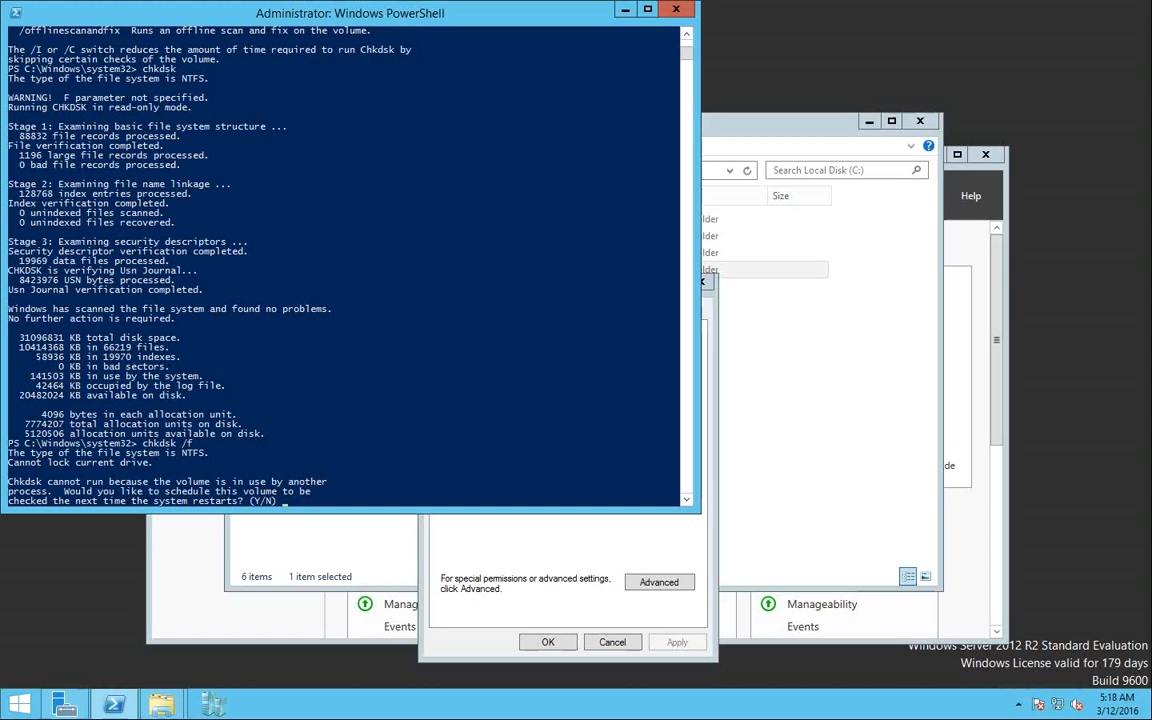 Administrator: Windows PowerShell
/offlinescanandfix  Runs an offline scan and fix on the volume.
The /I or /C switch reduces the amount of time required to run Chkdsk by
skipping certain checks of the volume.
PS C:\Windows\system32> chkdsk
The type of the file system is NTFS.
WARNING!  F parameter not specified.
Running CHKDSK in read-only mode.
Stage 1: Examining basic file system structure ...
88832 file records processed.
File verification completed.
1196 large file records processed.
0 bad file records processed.
Stage 2: Examining file name linkage ...
128768 index entries processed.
Index verification completed.
0 unindexed files scanned.
0 unindexed files recovered.
Stage 3: Examining security descriptors ...
Security descriptor verification completed.
19969 data files processed.
CHKDSK is verifying Usn Journal...
8423976 USN bytes processed.
Usn Journal verification completed.
Windows has scanned the file system and found no problems.
No further action is required.
31096831 KB total disk space.
10414368 KB in 66219 files.
58936 KB in 19970 indexes.
0 KB in bad sectors.
141503 KB in use by the system.
42464 KB occupied by the log file.
20482024 KB available on disk.
4096 bytes in each allocation unit.
7774207 total allocation units on disk.
5120506 allocation units available on disk.
PS C:\Windows\system32> chkdsk /f
The type of the file system is NTFS.
Cannot lock current drive.
Chkdsk cannot run because the volume is in use by another
process.  Would you like to schedule this volume to be
checked the next time the system restarts? (Y/N)
Search Local Disk (C:)
Size
lder
lder
lder
lder
Help
de
6 items 1 item selected
For special permissions or advanced settings,
click Advanced.
Advanced
OK Cancel Apply
Manag
Events
Manageability
Events
Windows Server 2012 R2 Standard Evaluation
Windows License valid for 179 days
Build 9600
5:18 AM
3/12/2016